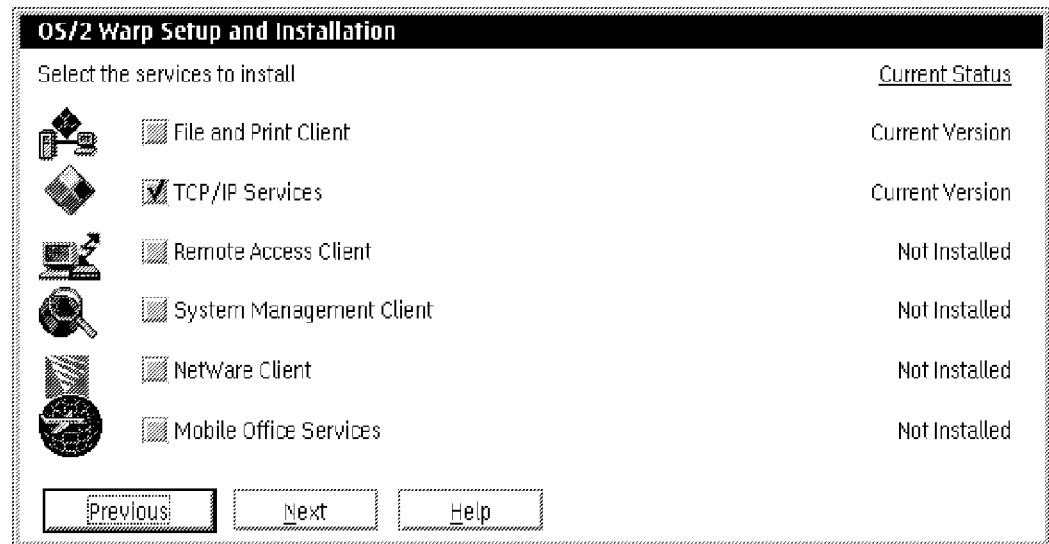 OS/2 Warp Setup and Installation
Select the services to install Current Status
File and Print Client Current Version
TCP/IP Services Current Version
Remote Access Client Not Installed
System Management Client Not Installed
NetWare Client Not Installed
Mobile Office Services Not Installed
Previous Next Help